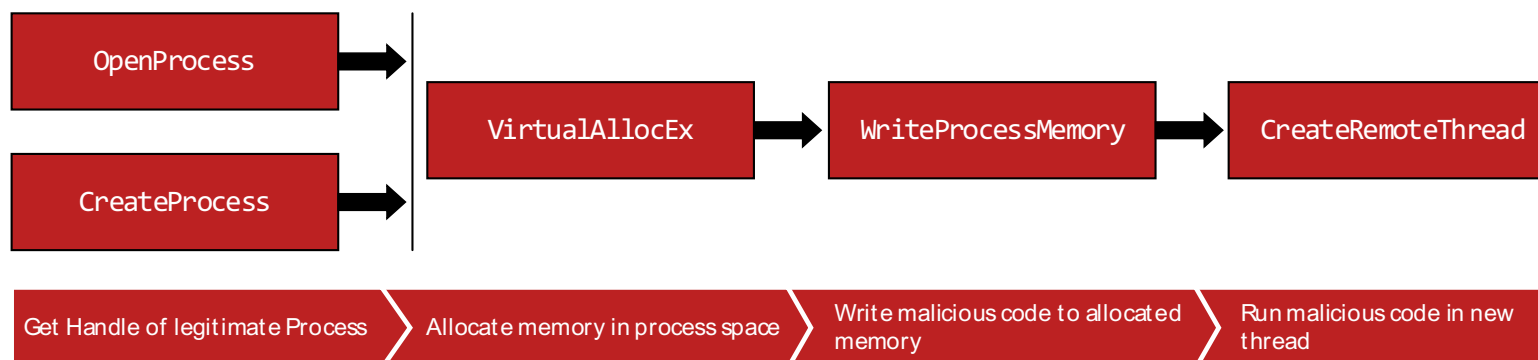 OpenProcess
CreateProcess
VirtualAllocEx
WriteProcessMemory
CreateRemoteThread
Get Handle of legitimate Process
Allocate memory in process space
Write malicious code to allocated
memory
Run malicious code in new
thread